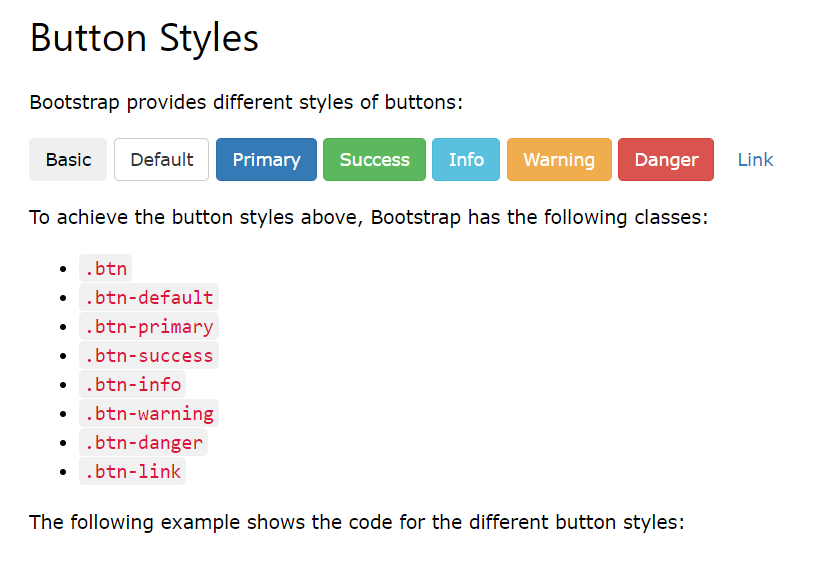 Button Styles
Bootstrap provides different styles of buttons:
Basic Default Primary Success Info Warning Danger Link
To achieve the button styles above, Bootstrap has the following classes:
.btn
.btn-default
.btn-primary
.btn-success
.btn-info
.btn-warning
.btn-danger
.btn-link
The following example shows the code for the different button styles: